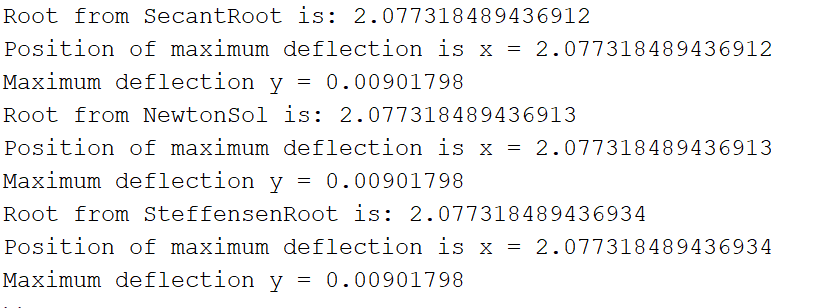 Root from SecantRoot is: 2.077318489436912
Position of maximum deflection is x = 2.077318489436912
Maximum deflection y = 0.00901798
Root from NewtonSol is: 2.077318489436913
Position of maximum deflection is x = 2.077318489436913
Maximum deflection y = 0.00901798
Root from SteffensenRoot is: 2.077318489436934
Position of maximum deflection is x = 2.077318489436934
Maximum deflection y = 0.00901798